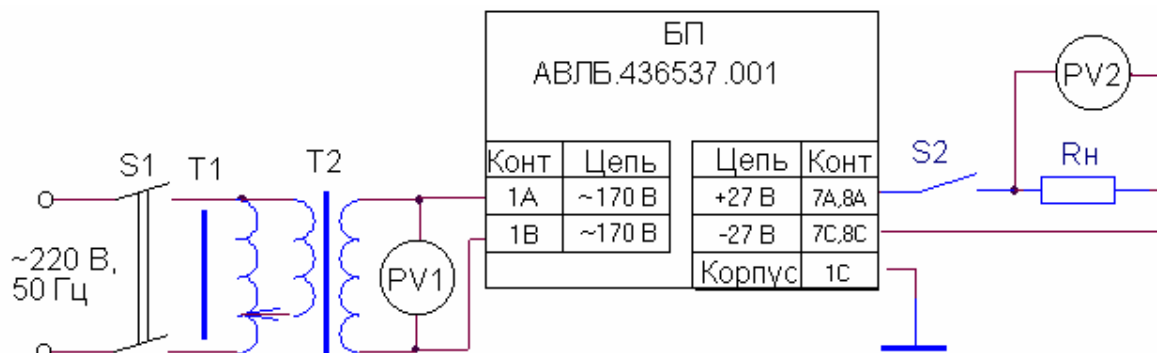 БП
АВЛБ.436537.001
PV2
S1
T1
T2
Конт
Цепь
Цепь
Конт
S2
Rн
1А
~170 В
+27 В
7А,8А
1В
~170 В
-27 В
7С,8С
~220 В,
50 Гц
PV1
Корпус
1С